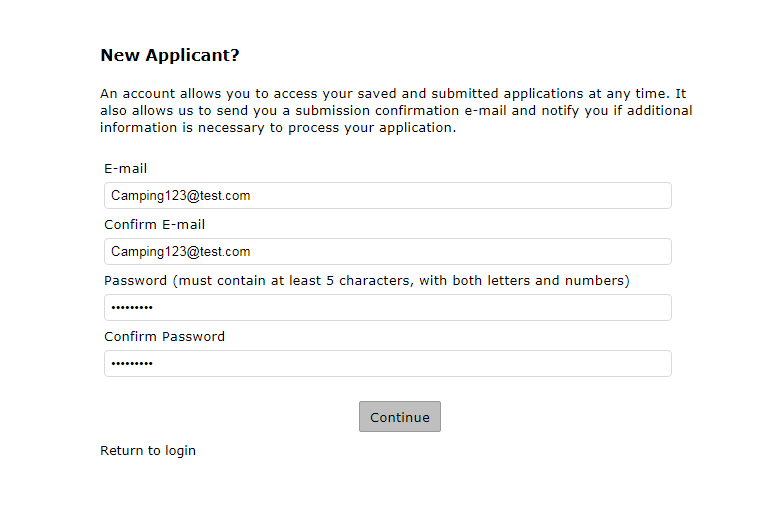 New Applicant?
An account allows you to access your saved and submitted applications at any time. It
also allows us to send you a submission confirmation e-mail and notify you if additional
information is necessary to process your application.
E-mail
Camping123@test.com
Confirm E-mail
Camping123@test.com
Password (must contain at least 5 characters, with both letters and numbers)
•••••••••
Confirm Password
•••••••••
Continue
Return to login